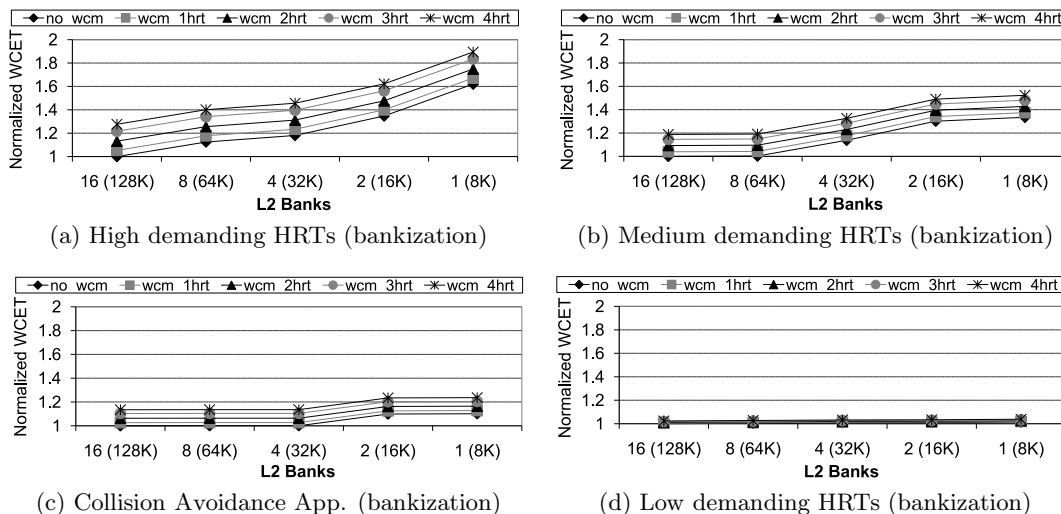 no wcm wcm 1hrt wcm 2hrt wcm 3hrt wcm 4hrt
Normalized WCET
2
1.8
1.6
1.4
1.2
1
16 (128K) 8 (64K) 4 (32K) 2 (16K) 1 (8K)
L2 Banks
(a) High demanding HRTs (bankization)
no wcm wcm 1hrt wcm 2hrt wcm 3hrt wcm 4hrt
Normalized WCET
2
1.8
1.6
1.4
1.2
1
16 (128K) 8 (64K) 4 (32K) 2 (16K) 1 (8K)
L2 Banks
(b) Medium demanding HRTs (bankization)
no wcm wcm 1hrt wcm 2hrt wcm 3hrt wcm 4hrt
Normalized WCET
2
1.8
1.6
1.4
1.2
1
16 (128K) 8 (64K) 4 (32K) 2 (16K) 1 (8K)
L2 Banks
(c) Collision Avoidance App. (bankization)
no wcm wcm 1hrt wcm 2hrt wcm 3hrt wcm 4hrt
Normalized WCET
2
1.8
1.6
1.4
1.2
1
16 (128K) 8 (64K) 4 (32K) 2 (16K) 1 (8K)
L2 Banks
(d) Low demanding HRTs (bankization)